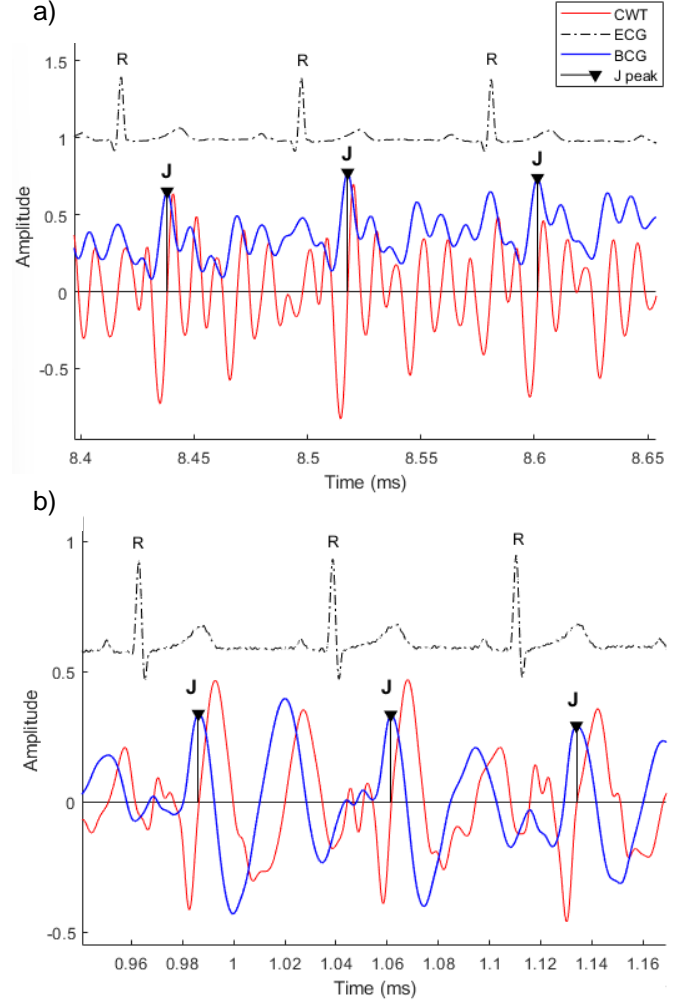 a)
CWT
ECG
BCG
J peak
1.5
1
0.5
0
-0.5
R
R
R
J
J
J
Amplitude
8.4
8.45
8.5
8.55
8.6
8.65
Time (ms)
b)
1
0.5
0
-0.5
R
R
R
J
J
J
Amplitude
0.96
0.98
1
1.02
1.04
1.06
1.08
1.1
1.12
1.14
1.16
Time (ms)